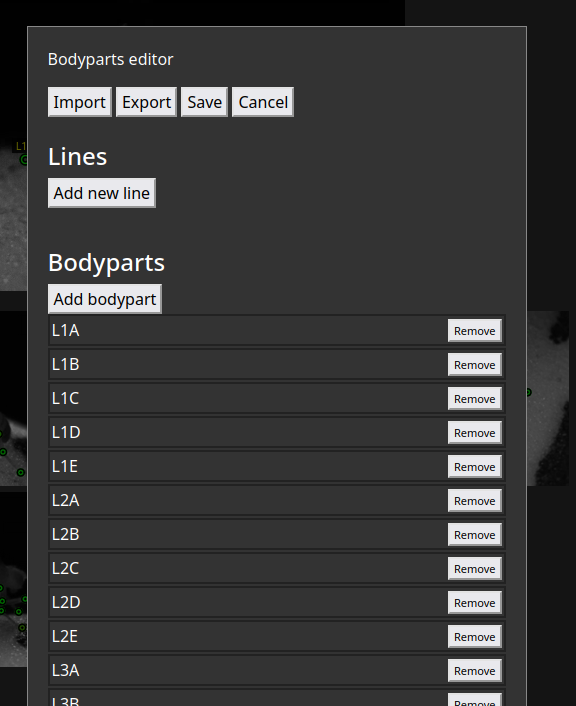 Bodyparts editor
Import Export Save Cancel
L1
Lines
Add new line
Bodyparts
Add bodypart
L1A Remove
L1B Remove
L1C Remove
L1D Remove
L1E Remove
L2A Remove
L2B Remove
L2C Remove
L2D Remove
L2E Remove
L3A Remove
L3B Remove